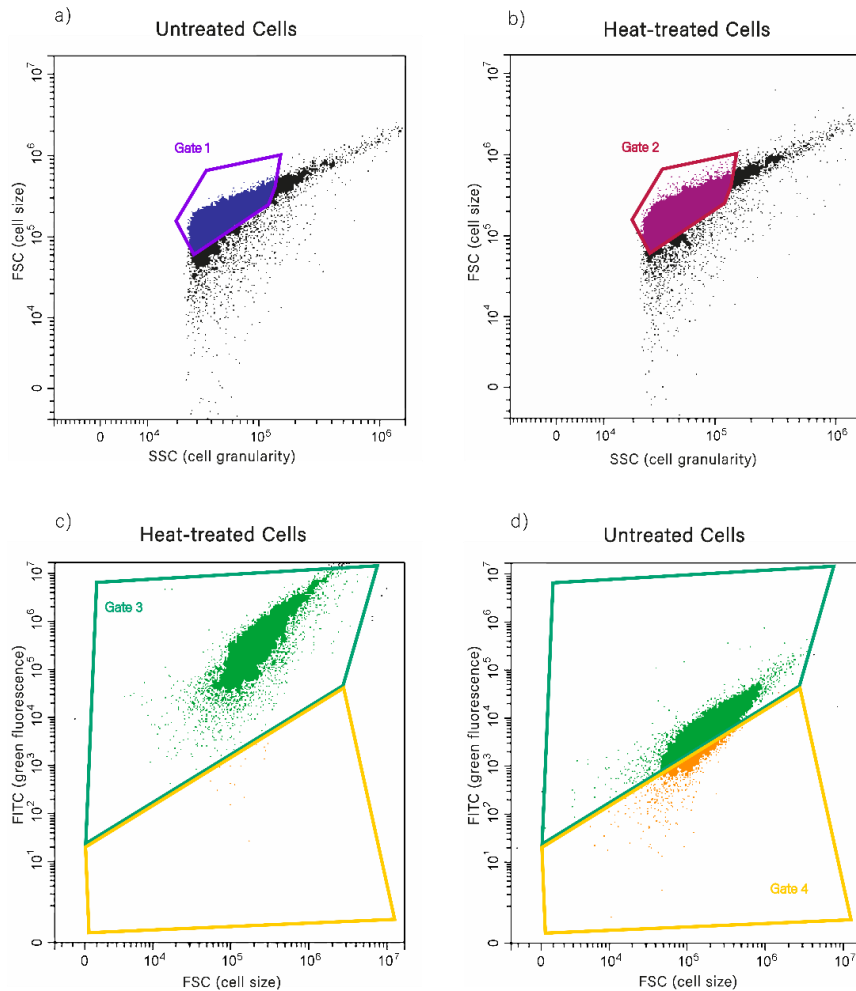 a)
Untreated Cells
10⁷
10⁶
10⁵
10⁴
0
FSC (cell size)
Gate 1
0
10⁴
10⁵
10⁶
SSC (cell granularity)
b)
Heat-treated Cells
10⁷
10⁶
10⁵
10⁴
0
FSC (cell size)
Gate 2
0
10⁴
10⁵
10⁶
SSC (cell granularity)
c)
Heat-treated Cells
10⁷
10⁶
10⁵
10⁴
10³
10²
10¹
0
FITC (green fluorescence)
Gate 3
0
10⁴
10⁵
10⁶
10⁷
FSC (cell size)
d)
Untreated Cells
10⁷
10⁶
10⁵
10⁴
10³
10²
10¹
0
FITC (green fluorescence)
Gate 4
0
10⁴
10⁵
10⁶
10⁷
FSC (cell size)